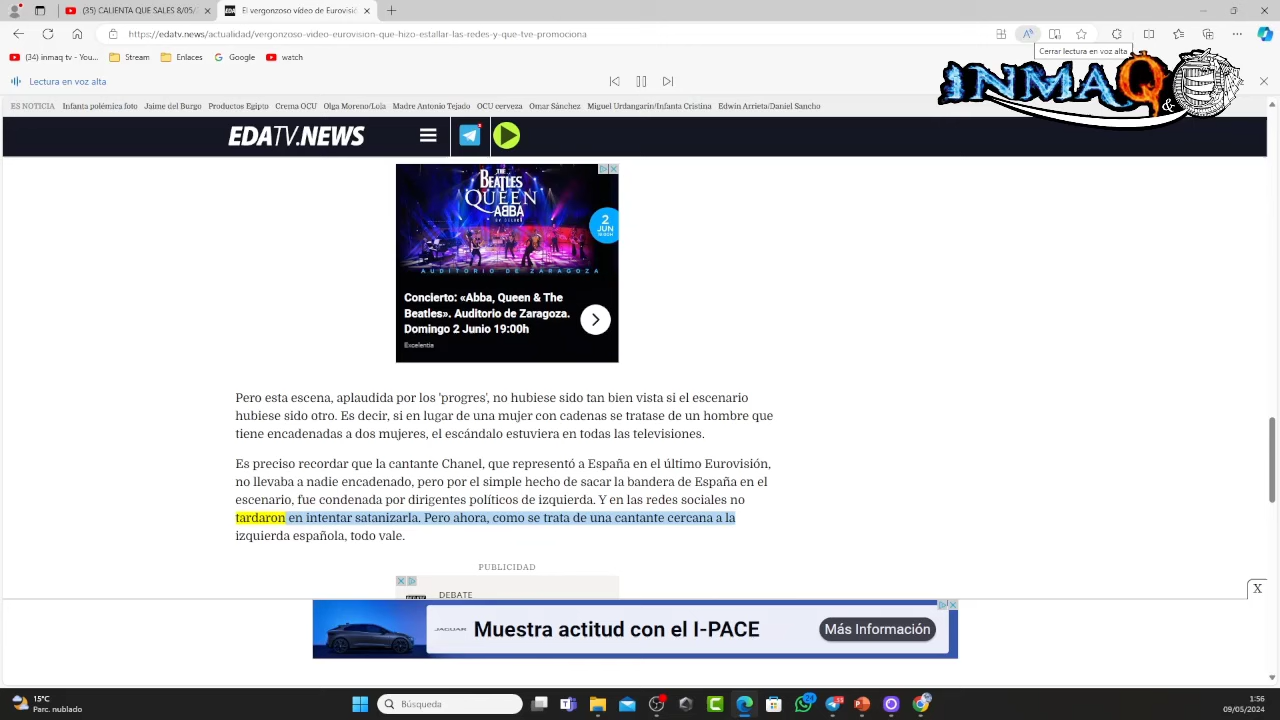 (35) CALIENTA QUE SALES 8/05/
El vergonzoso vídeo de Eurovisi
https://edatv.news/actualidad/vergonzoso-video-eurovision-que-hizo-estallar-las-redes-y-que-tve-promociona
Cerrar lectura en voz alta
(34) inmaq tv - You...
Stream
Enlaces
Google
watch
Lectura en voz alta
INMAQ &
ES NOTICIA Infanta polémica foto Jaime del Burgo Productos Egipto Crema OCU Olga Moreno/Lola Madre Antonio Tejado OCU cerveza Omar Sánchez Miguel Urdangarín/Infanta Cristina Edwin Arrieta/Daniel Sancho
EDATV.NEWS
THE
BEATLES
QUEEN
ABBA
2
JUN
19:00H
AUDITORIO DE ZARAGOZA
Concierto: «Abba, Queen & The
Beatles». Auditorio de Zaragoza.
Domingo 2 Junio 19:00h
Excelentia
Pero esta escena, aplaudida por los 'progres', no hubiese sido tan bien vista si el escenario
hubiese sido otro. Es decir, si en lugar de una mujer con cadenas se tratase de un hombre que
tiene encadenadas a dos mujeres, el escándalo estuviera en todas las televisiones.
Es preciso recordar que la cantante Chanel, que representó a España en el último Eurovisión,
no llevaba a nadie encadenado, pero por el simple hecho de sacar la bandera de España en el
escenario, fue condenada por dirigentes políticos de izquierda. Y en las redes sociales no
tardaron en intentar satanizarla. Pero ahora, como se trata de una cantante cercana a la
izquierda española, todo vale.
PUBLICIDAD
DEBATE
X
JAGUAR
Muestra actitud con el I-PACE
Más Información
15°C
Parc. nublado
Búsqueda
1:56
09/05/2024